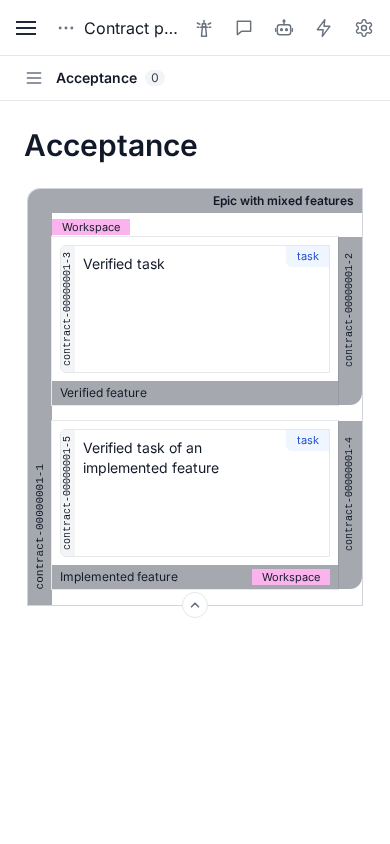 Contract p...
Acceptance 0
Acceptance
Epic with mixed features
Workspace
contract-00000001-3
Verified task
task
contract-00000001-2
Verified feature
contract-00000001-5
Verified task of an
implemented feature
task
contract-00000001-4
Implemented feature
Workspace
contract-00000001-1